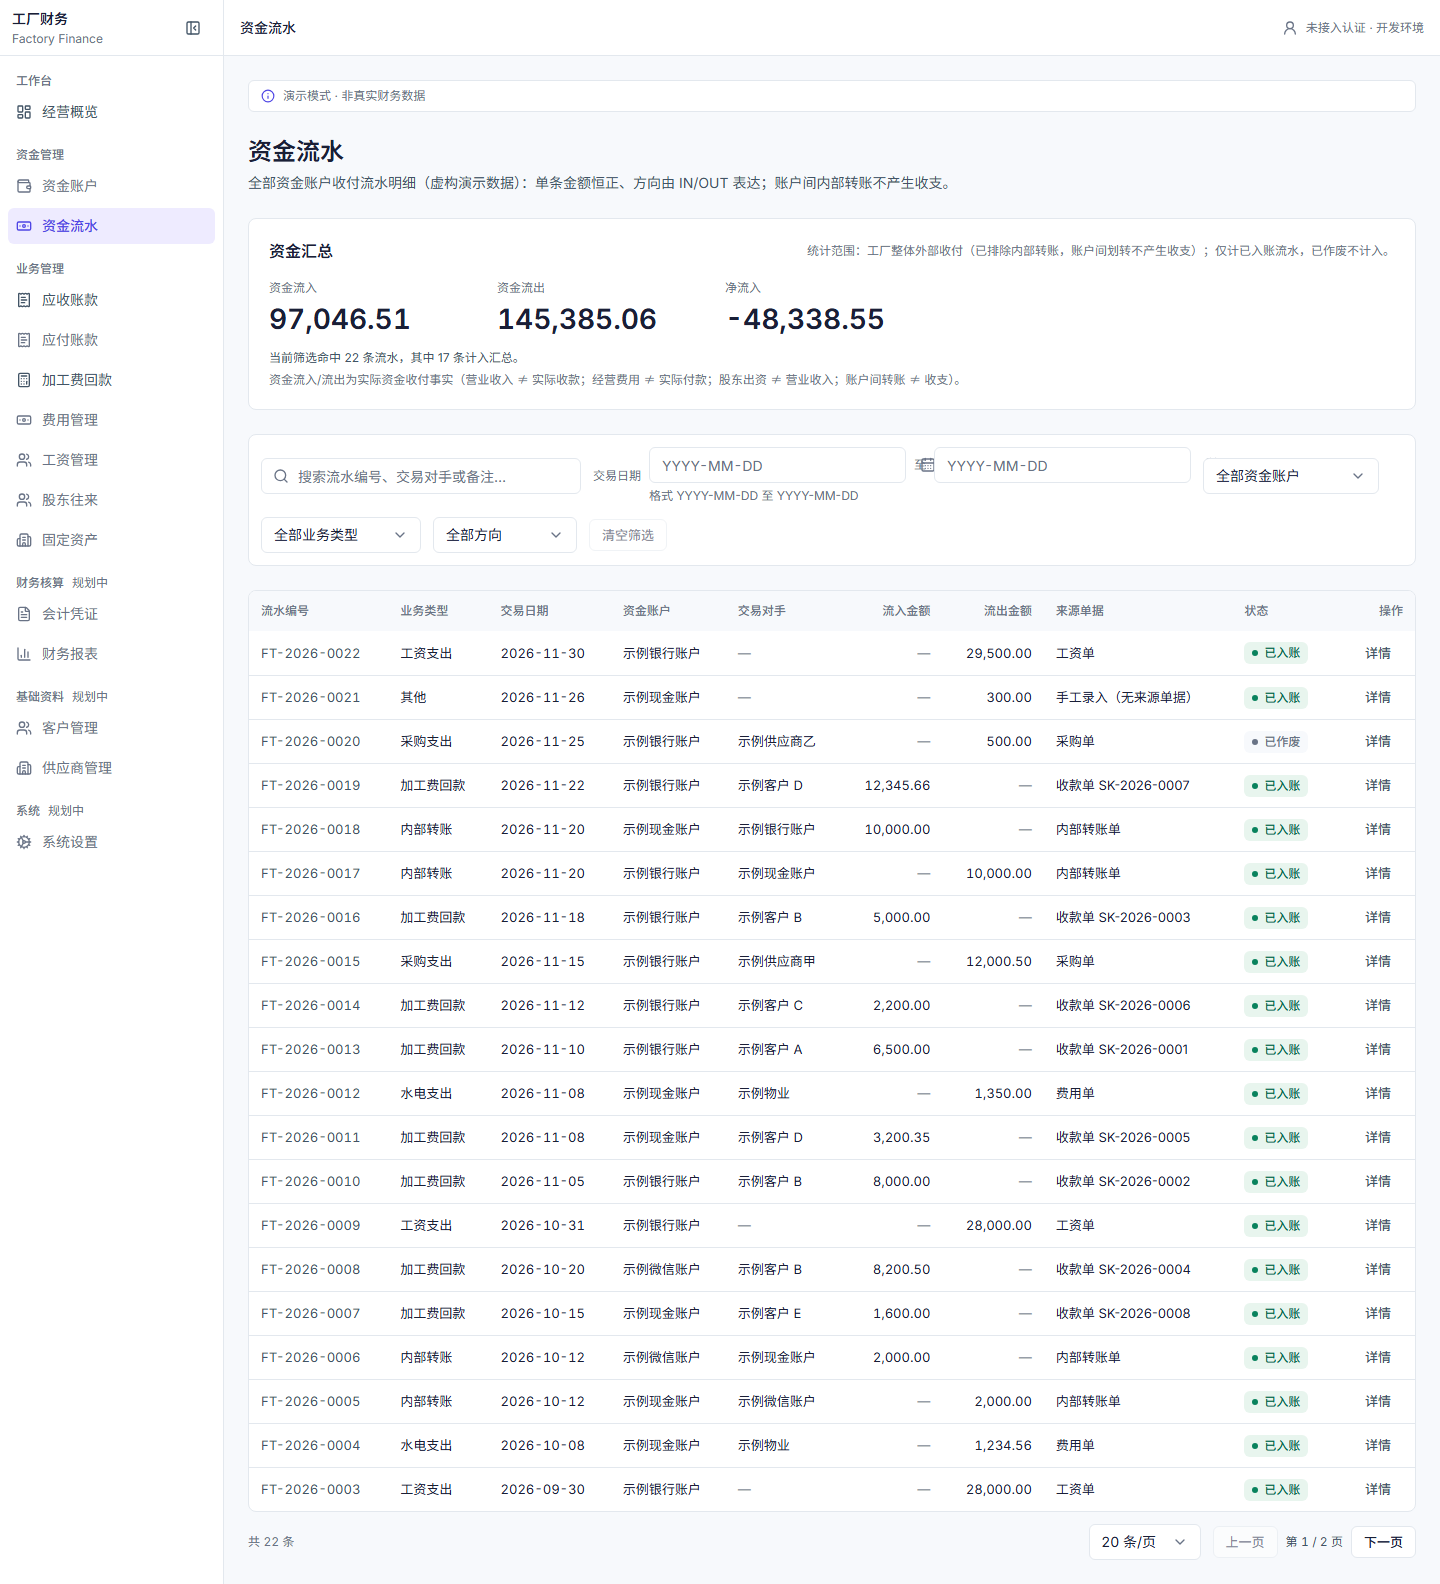 工厂财务
Factory Finance
资金流水
未接入认证 · 开发环境
工作台
经营概览
资金管理
资金账户
资金流水
业务管理
应收账款
应付账款
加工费回款
费用管理
工资管理
股东往来
固定资产
财务核算 规划中
会计凭证
财务报表
基础资料 规划中
客户管理
供应商管理
系统 规划中
系统设置
演示模式 · 非真实财务数据
资金流水
全部资金账户收付流水明细（虚构演示数据）：单条金额恒正、方向由 IN/OUT 表达；账户间内部转账不产生收支。
资金汇总
统计范围：工厂整体外部收付（已排除内部转账，账户间划转不产生收支）；仅计已入账流水，已作废不计入。
资金流入 资金流出 净流入
97,046.51 145,385.06 -48,338.55
当前筛选命中 22 条流水，其中 17 条计入汇总。
资金流入/流出为实际资金收付事实（营业收入 ≠ 实际收款；经营费用 ≠ 实际付款；股东出资 ≠ 营业收入；账户间转账 ≠ 收支）。
搜索流水编号、交易对手或备注... 交易日期 YYYY-MM-DD 至 YYYY-MM-DD 全部资金账户
格式 YYYY-MM-DD 至 YYYY-MM-DD
全部业务类型 全部方向 清空筛选
流水编号 业务类型 交易日期 资金账户 交易对手 流入金额 流出金额 来源单据 状态 操作
FT-2026-0022 工资支出 2026-11-30 示例银行账户 — — 29,500.00 工资单 已入账 详情
FT-2026-0021 其他 2026-11-26 示例现金账户 — — 300.00 手工录入（无来源单据） 已入账 详情
FT-2026-0020 采购支出 2026-11-25 示例银行账户 示例供应商乙 — 500.00 采购单 已作废 详情
FT-2026-0019 加工费回款 2026-11-22 示例银行账户 示例客户 D 12,345.66 — 收款单 SK-2026-0007 已入账 详情
FT-2026-0018 内部转账 2026-11-20 示例现金账户 示例银行账户 10,000.00 — 内部转账单 已入账 详情
FT-2026-0017 内部转账 2026-11-20 示例银行账户 示例现金账户 — 10,000.00 内部转账单 已入账 详情
FT-2026-0016 加工费回款 2026-11-18 示例银行账户 示例客户 B 5,000.00 — 收款单 SK-2026-0003 已入账 详情
FT-2026-0015 采购支出 2026-11-15 示例银行账户 示例供应商甲 — 12,000.50 采购单 已入账 详情
FT-2026-0014 加工费回款 2026-11-12 示例银行账户 示例客户 C 2,200.00 — 收款单 SK-2026-0006 已入账 详情
FT-2026-0013 加工费回款 2026-11-10 示例银行账户 示例客户 A 6,500.00 — 收款单 SK-2026-0001 已入账 详情
FT-2026-0012 水电支出 2026-11-08 示例现金账户 示例物业 — 1,350.00 费用单 已入账 详情
FT-2026-0011 加工费回款 2026-11-08 示例现金账户 示例客户 D 3,200.35 — 收款单 SK-2026-0005 已入账 详情
FT-2026-0010 加工费回款 2026-11-05 示例银行账户 示例客户 B 8,000.00 — 收款单 SK-2026-0002 已入账 详情
FT-2026-0009 工资支出 2026-10-31 示例银行账户 — — 28,000.00 工资单 已入账 详情
FT-2026-0008 加工费回款 2026-10-20 示例微信账户 示例客户 B 8,200.50 — 收款单 SK-2026-0004 已入账 详情
FT-2026-0007 加工费回款 2026-10-15 示例现金账户 示例客户 E 1,600.00 — 收款单 SK-2026-0008 已入账 详情
FT-2026-0006 内部转账 2026-10-12 示例微信账户 示例现金账户 2,000.00 — 内部转账单 已入账 详情
FT-2026-0005 内部转账 2026-10-12 示例现金账户 示例微信账户 — 2,000.00 内部转账单 已入账 详情
FT-2026-0004 水电支出 2026-10-08 示例现金账户 示例物业 — 1,234.56 费用单 已入账 详情
FT-2026-0003 工资支出 2026-09-30 示例银行账户 — — 28,000.00 工资单 已入账 详情
共 22 条 20 条/页 上一页 第 1 / 2 页 下一页